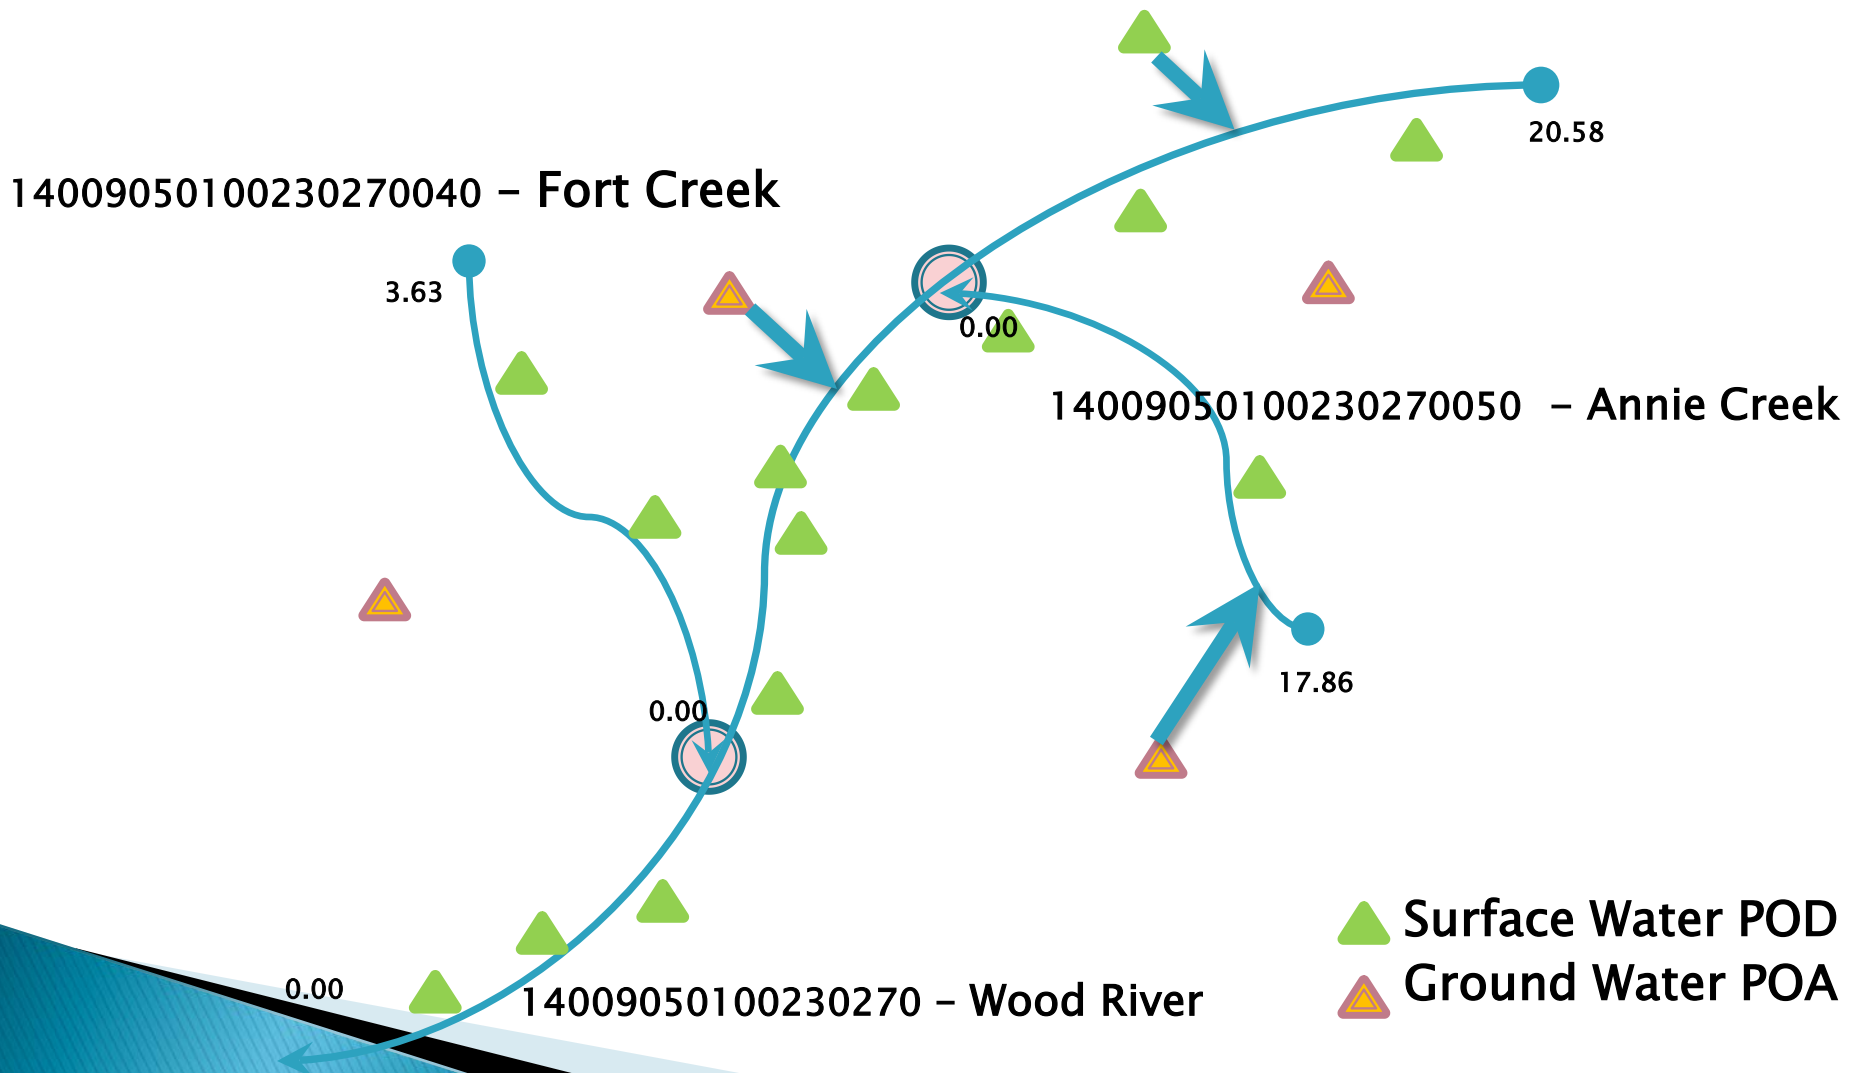 20.58
14009050100230270040 – Fort Creek
3.63
0.00
14009050100230270050 – Annie Creek
17.86
0.00
Surface Water POD
Ground Water POA
0.00
14009050100230270 – Wood River